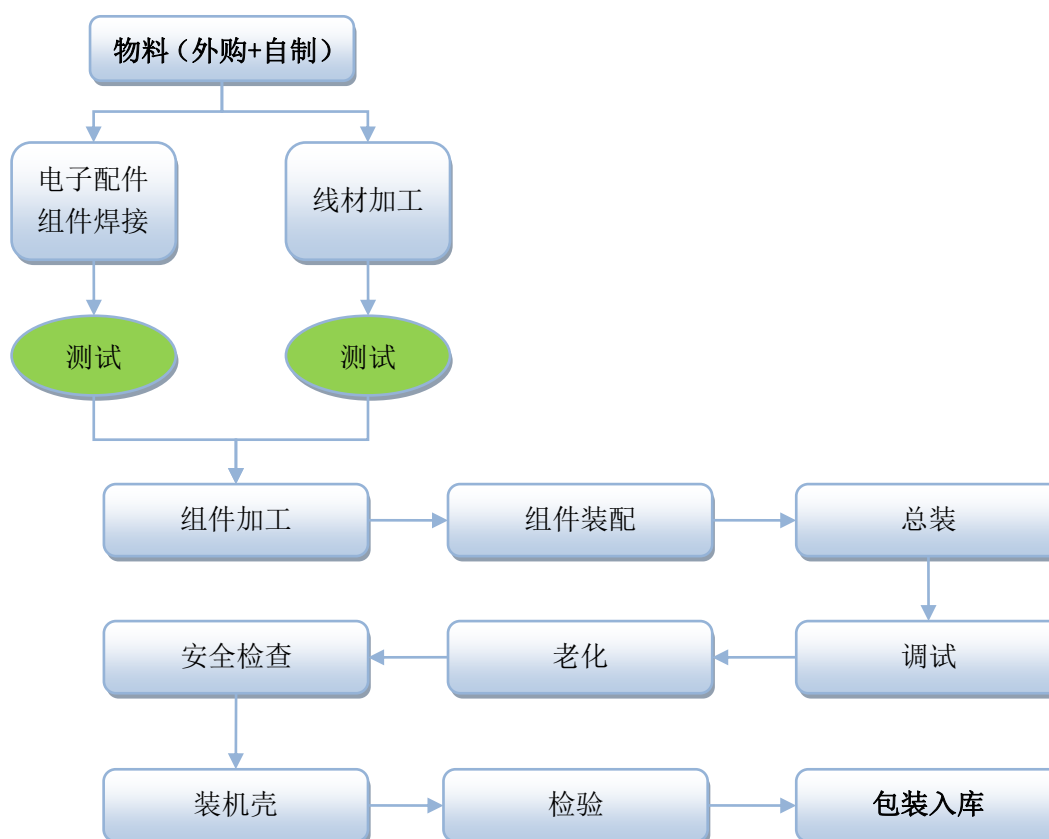 物料（外购+自制）
电子配件
组件焊接
线材加工
测试
测试
组件加工
组件装配
总装
安全检查
老化
调试
装机壳
检验
包装入库